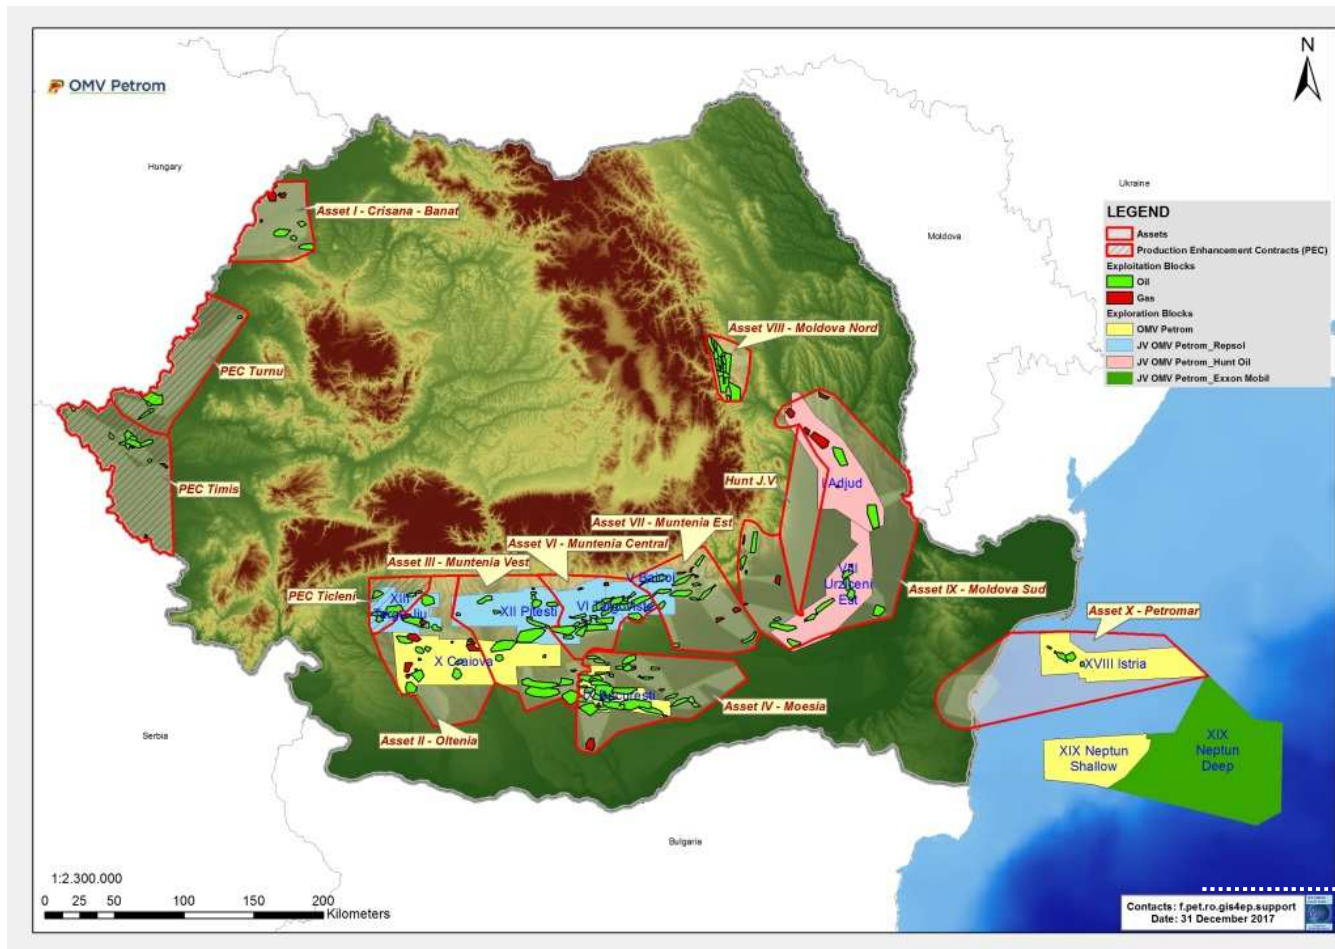 N
OMV Petrom
Hungary
Ukraine
Moldova
LEGEND
Assets
Production Enhancement Contracts (PEC)
Exploitation Blocks
Oil
Gas
Exploration Blocks
OMV Petrom
JV OMV Petrom_Repsol
JV OMV Petrom_Hunt Oil
JV OMV Petrom_Exxon Mobil
Asset I - Crisana - Banat
Asset VIII - Moldova Nord
PEC Turnu
PEC Timis
Hunt J.V
I Adjud
Asset VII - Muntenia Est
Asset VI - Muntenia Central
Asset III - Muntenia Vest
PEC Ticleni
V Baicoi
VIII
Urziceni
Est
Asset IX - Moldova Sud
XIII
XII Pitesti
VI Targoviste
Asset X - Petromar
X Craiova
XVIII Istria
Asset IV - Moesia
Asset II - Oltenia
Serbia
XIX Neptun
Shallow
XIX
Neptun
Deep
Bulgaria
1:2.300.000
0 25 50 100 150 200
Kilometers
Contacts: f.pet.ro.gis4ep.support
Date: 31 December 2017